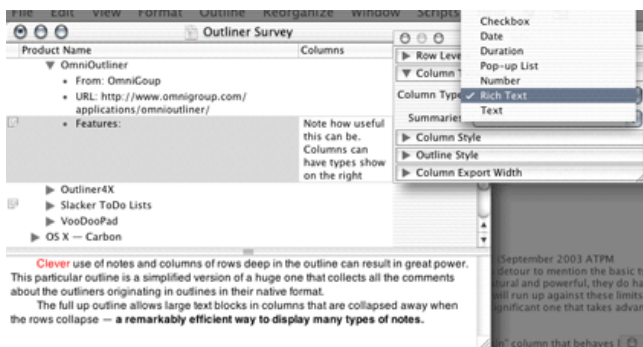 File Edit View Format Outline Reorganize Window Scripts
Outliner Survey
Product Name Columns
OmniOutliner
• From: OmniGoup
• URL: http://www.omnigroup.com/
applications/omnioutliner/
• Features:
Note how useful
this can be.
Columns can
have types show
on the right
Outliner4X
Slacker ToDo Lists
VooDooPad
OS X — Carbon
Clever use of notes and columns of rows deep in the outline can result in great power.
This particular outline is a simplified version of a huge one that collects all the comments
about the outliners originating in outlines in their native format.
The full up outline allows large text blocks in columns that are collapsed away when
the rows collapse — a remarkably efficient way to display many types of notes.
Row Leve
Column T
Column Type
Summaries
Column Style
Outline Style
Column Export Width
Checkbox
Date
Duration
Pop-up List
Number
✓ Rich Text
Text
(September 2003 ATPM
detour to mention the basic
tural and powerful, they do ha
will run up against these limits
ignificant one that takes advan
column that behaves